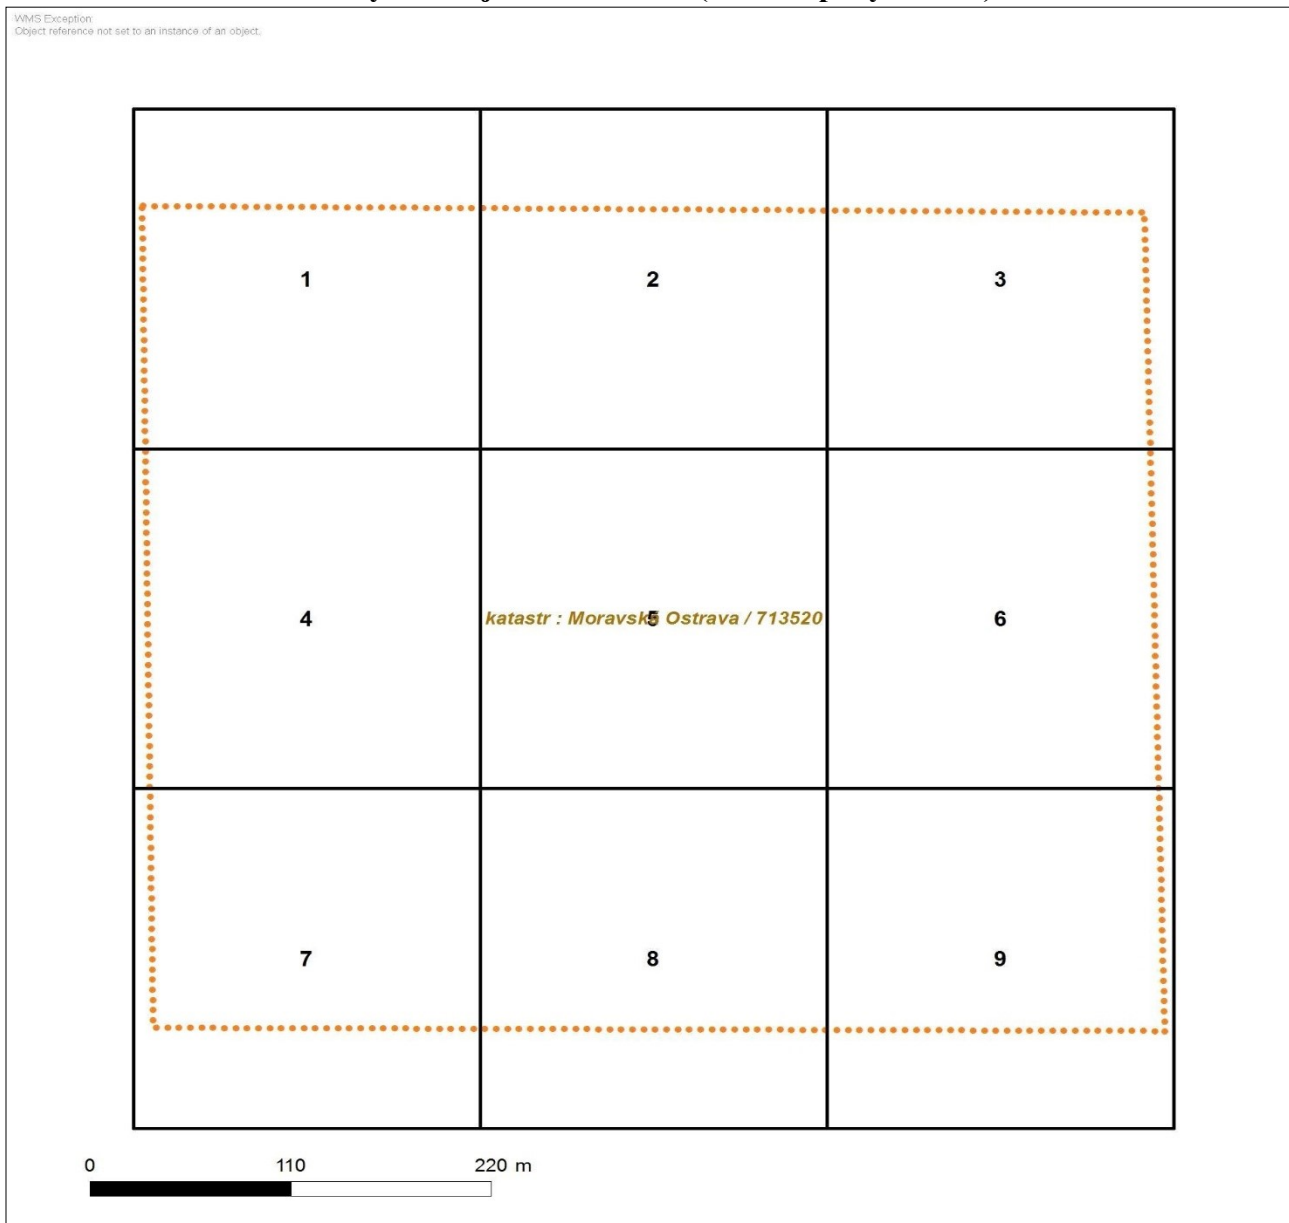 WMS Exception:
Object reference not set to an instance of an object.
1
2
3
4
katastr : Moravská Ostrava / 713520
5
6
7
8
9
0
110
220 m